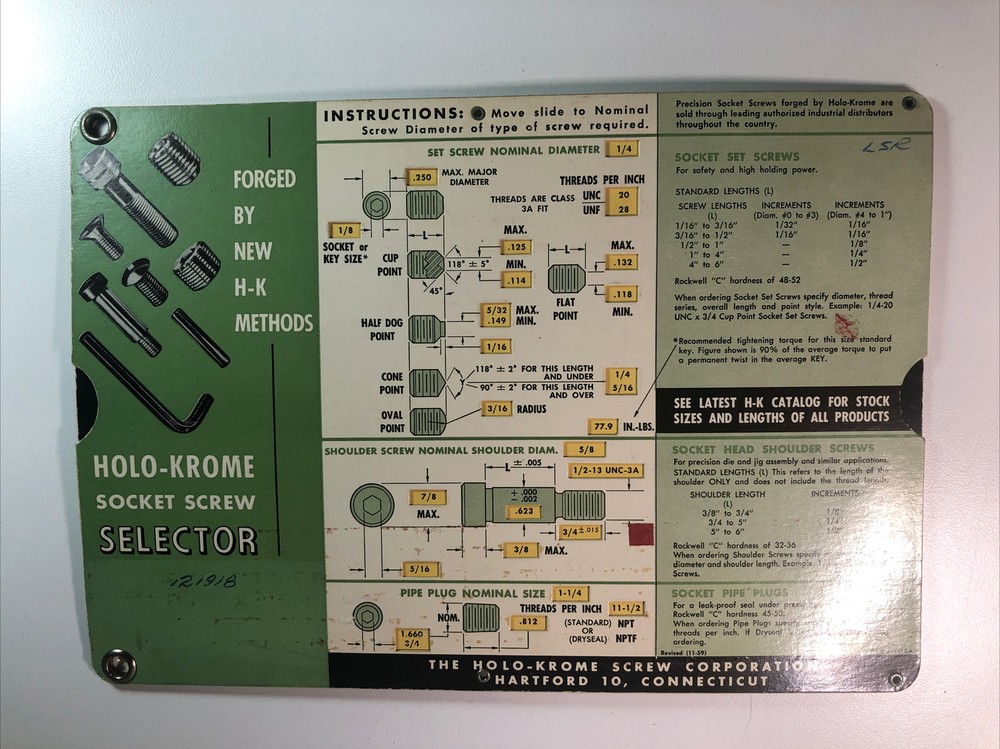 FORGED
BY
NEW
H-K
METHODS
HOLO-KROME
SOCKET SCREW
SELECTOR
121918
INSTRUCTIONS: Move slide to Nominal
Screw Diameter of type of screw required.
SET SCREW NOMINAL DIAMETER 1/4
.250 MAX. MAJOR
DIAMETER
THREADS PER INCH
THREADS ARE CLASS
3A FIT
UNC 20
UNF 28
1/8
SOCKET or
KEY SIZE*
L
CUP
POINT
118° ± 5°
45°
MAX.
.125
MIN.
.114
L
FLAT
POINT
MAX.
.132
.118
MIN.
HALF DOG
POINT
5/32 MAX.
.149 MIN.
1/16
CONE
POINT
118° ± 2° FOR THIS LENGTH
AND UNDER
1/4
90° ± 2° FOR THIS LENGTH
AND OVER
5/16
OVAL
POINT
3/16 RADIUS
77.9 IN.-LBS.
SHOULDER SCREW NOMINAL SHOULDER DIAM. 5/8
L ± .005
1/2-13 UNC-3A
7/8
MAX.
+ .000
- .002
.623
3/4 ±.015
3/8 MAX.
5/16
PIPE PLUG NOMINAL SIZE 1-1/4
NOM.
THREADS PER INCH 11-1/2
.812
(STANDARD) NPT
OR
(DRYSEAL) NPTF
1.660
3/4
Precision Socket Screws forged by Holo-Krome are
sold through leading authorized industrial distributors
throughout the country.
LSR
SOCKET SET SCREWS
For safety and high holding power.
STANDARD LENGTHS (L)
SCREW LENGTHS INCREMENTS INCREMENTS
(L) (Diam. #0 to #3) (Diam. #4 to 1")
1/16" to 3/16" 1/32" 1/16"
3/16" to 1/2" 1/16" 1/16"
1/2" to 1" — 1/8"
1" to 4" — 1/4"
4" to 6" — 1/2"
Rockwell "C" hardness of 48-52
When ordering Socket Set Screws specify diameter, thread
series, overall length and point style. Example: 1/4-20
UNC x 3/4 Cup Point Socket Set Screws.
*Recommended tightening torque for this size standard
key. Figure shown is 90% of the average torque to put
a permanent twist in the average KEY.
SEE LATEST H-K CATALOG FOR STOCK
SIZES AND LENGTHS OF ALL PRODUCTS
SOCKET HEAD SHOULDER SCREWS
For precision die and jig assembly and similar applications.
STANDARD LENGTHS (L) This refers to the length of the
shoulder ONLY and does not include the thread length.
SHOULDER LENGTH INCREMENTS
(L)
3/8" to 3/4"
3/4 to 5"
5" to 6"
Rockwell "C" hardness of 32-36
When ordering Shoulder Screws specify
diameter and shoulder length. Example:
Screws.
SOCKET PIPE PLUGS
For a leak-proof seal under
Rockwell "C" hardness 45-50.
When ordering Pipe Plugs
threads per inch. If Dryseal
ordering.
Revised (11-59)
THE HOLO-KROME SCREW CORPORATION
HARTFORD 10, CONNECTICUT